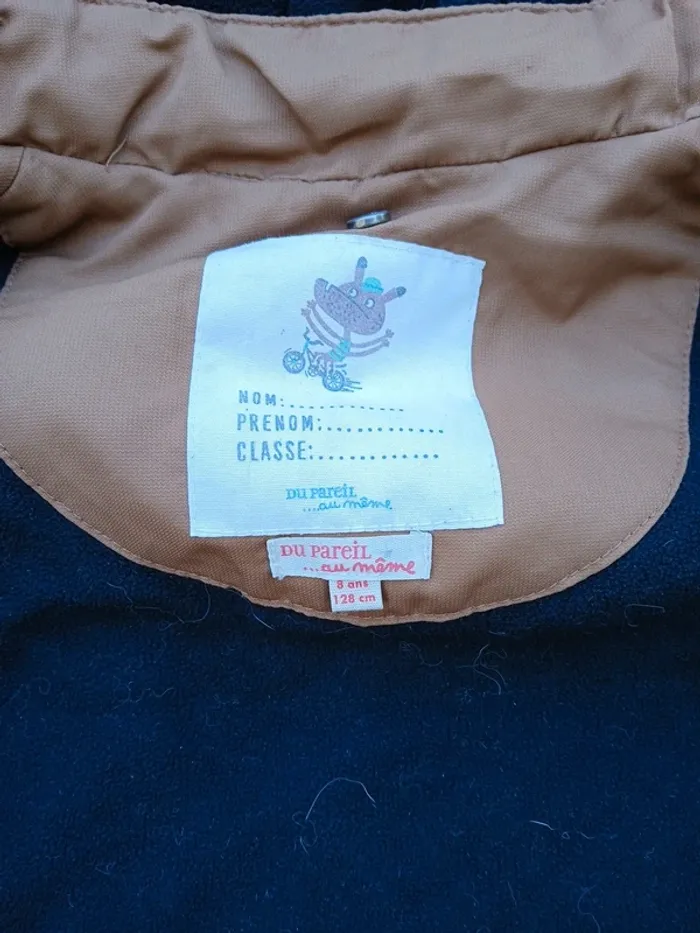 NOM:..............
PRENOM:............
CLASSE:............
DU PAREIL
...au même
DU PAREIL
...au même
8 ans
128 cm